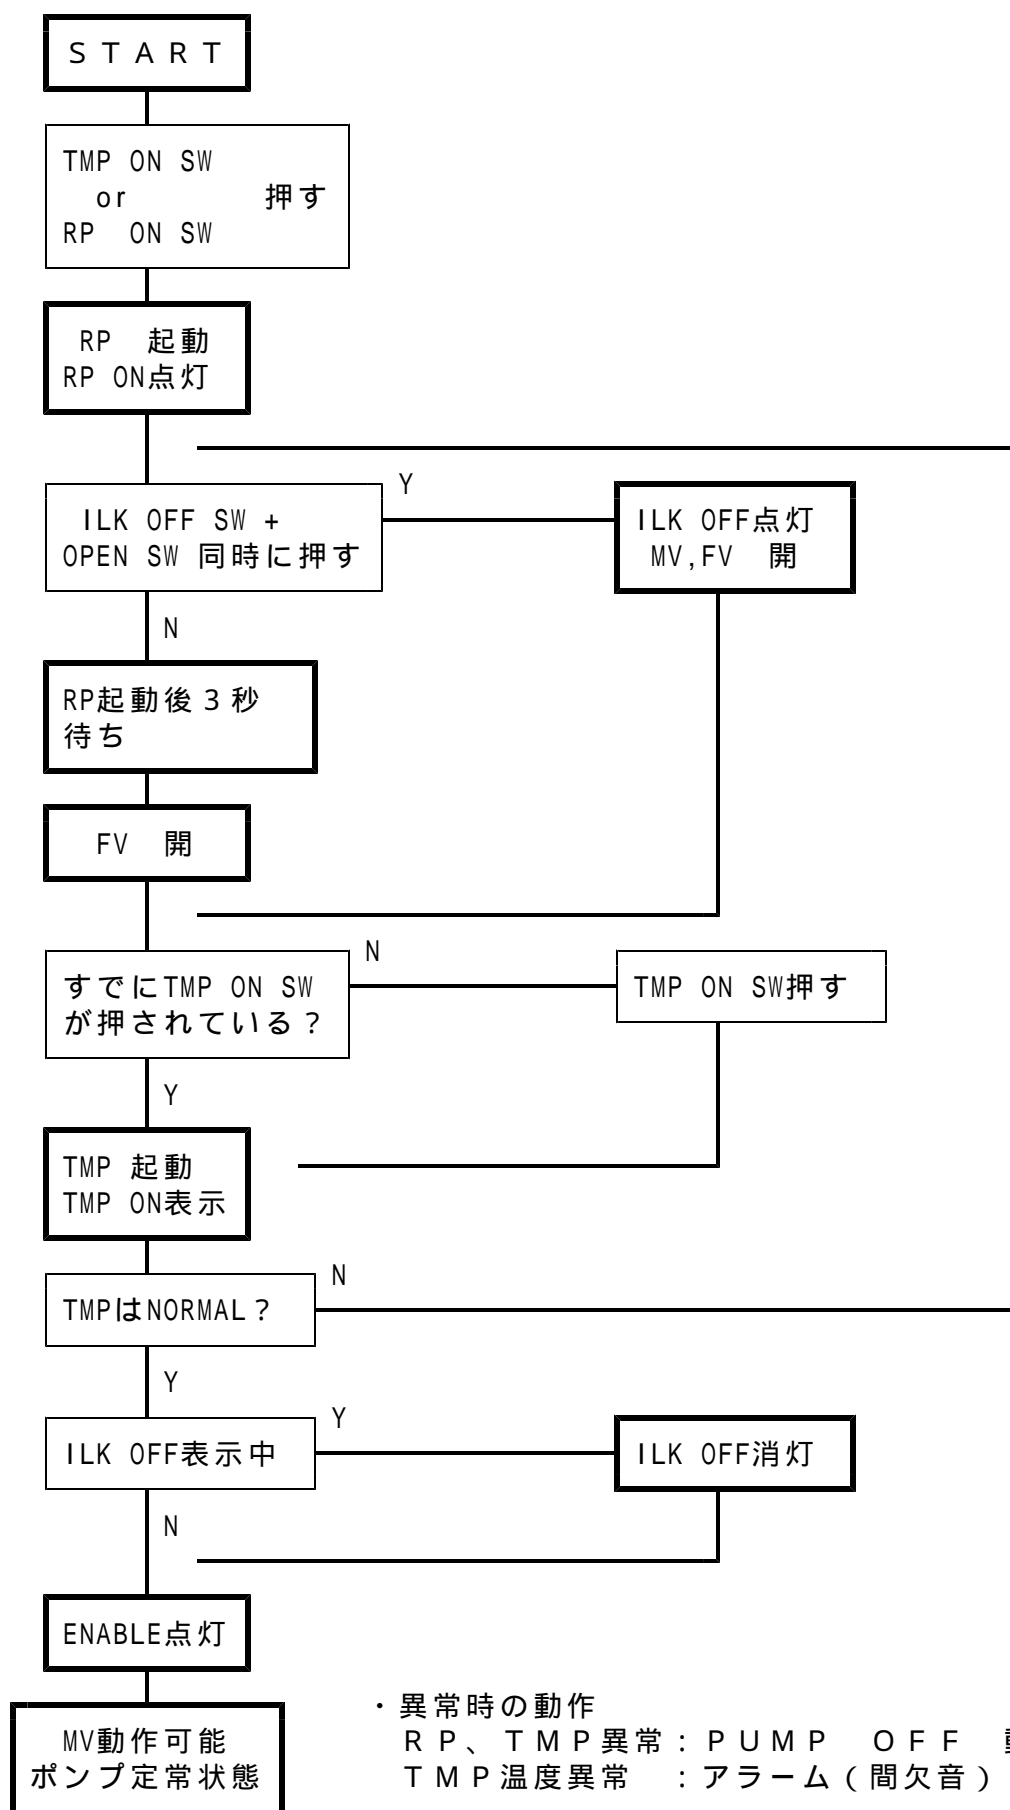 ＳＴＡＲＴ
TMP ON SW
or 押す
RP ON SW
RP 起動
RP ON点灯
Y
ILK OFF SW +
OPEN SW 同時に押す
ILK OFF点灯
MV,FV 開
N
RP起動後３秒
待ち
FV 開
N
すでにTMP ON SW
が押されている？
TMP ON SW押す
Y
TMP 起動
TMP ON表示
N
TMPはNORMAL？
Y
Y
ILK OFF表示中
ILK OFF消灯
N
ENABLE点灯
MV動作可能
ポンプ定常状態
・異常時の動作
ＲＰ、ＴＭＰ異常：ＰＵＭＰ　ＯＦＦ
ＴＭＰ温度異常　：アラーム（間欠音）